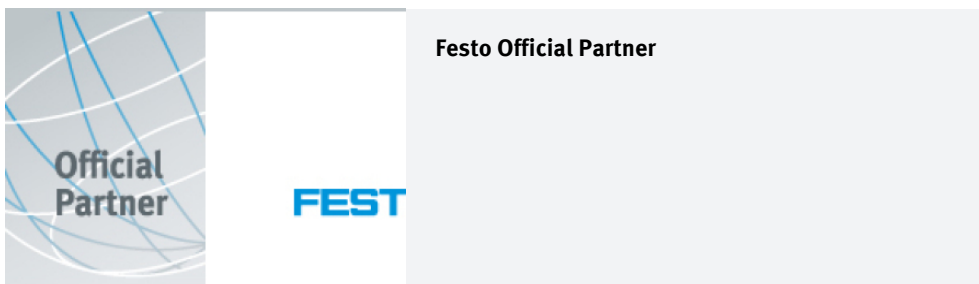 Official
Partner
FEST
Festo Official Partner